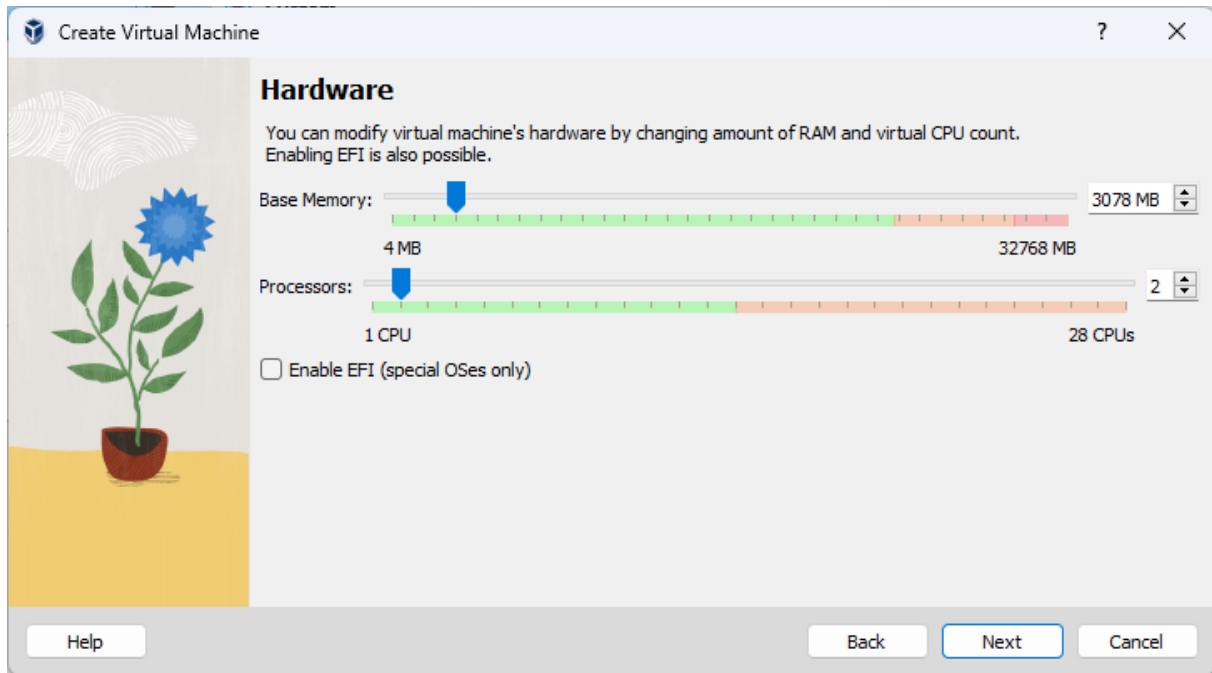 Create Virtual Machine
?
Hardware
You can modify virtual machine's hardware by changing amount of RAM and virtual CPU count.
Enabling EFI is also possible.
Base Memory:
3078 MB
4 MB
32768 MB
Processors:
2
1 CPU
28 CPUs
Enable EFI (special OSes only)
Help
Back
Next
Cancel